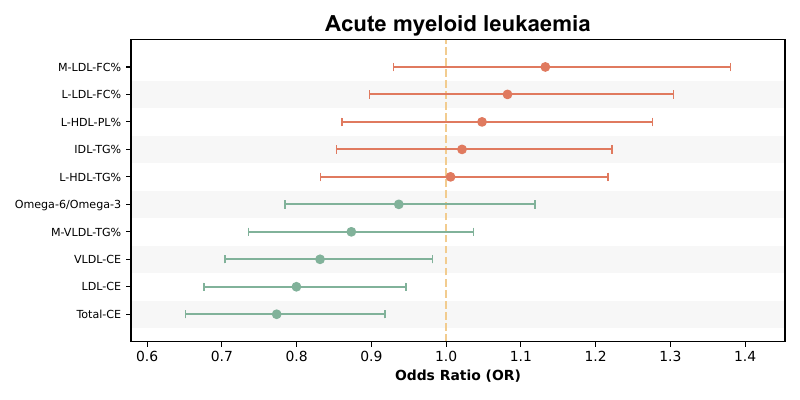 Acute myeloid leukaemia
M-LDL-FC%
L-LDL-FC%
L-HDL-PL%
IDL-TG%
L-HDL-TG%
Omega-6/Omega-3
M-VLDL-TG%
VLDL-CE
LDL-CE
Total-CE
0.6 0.7 0.8 0.9 1.0 1.1 1.2 1.3 1.4
Odds Ratio (OR)